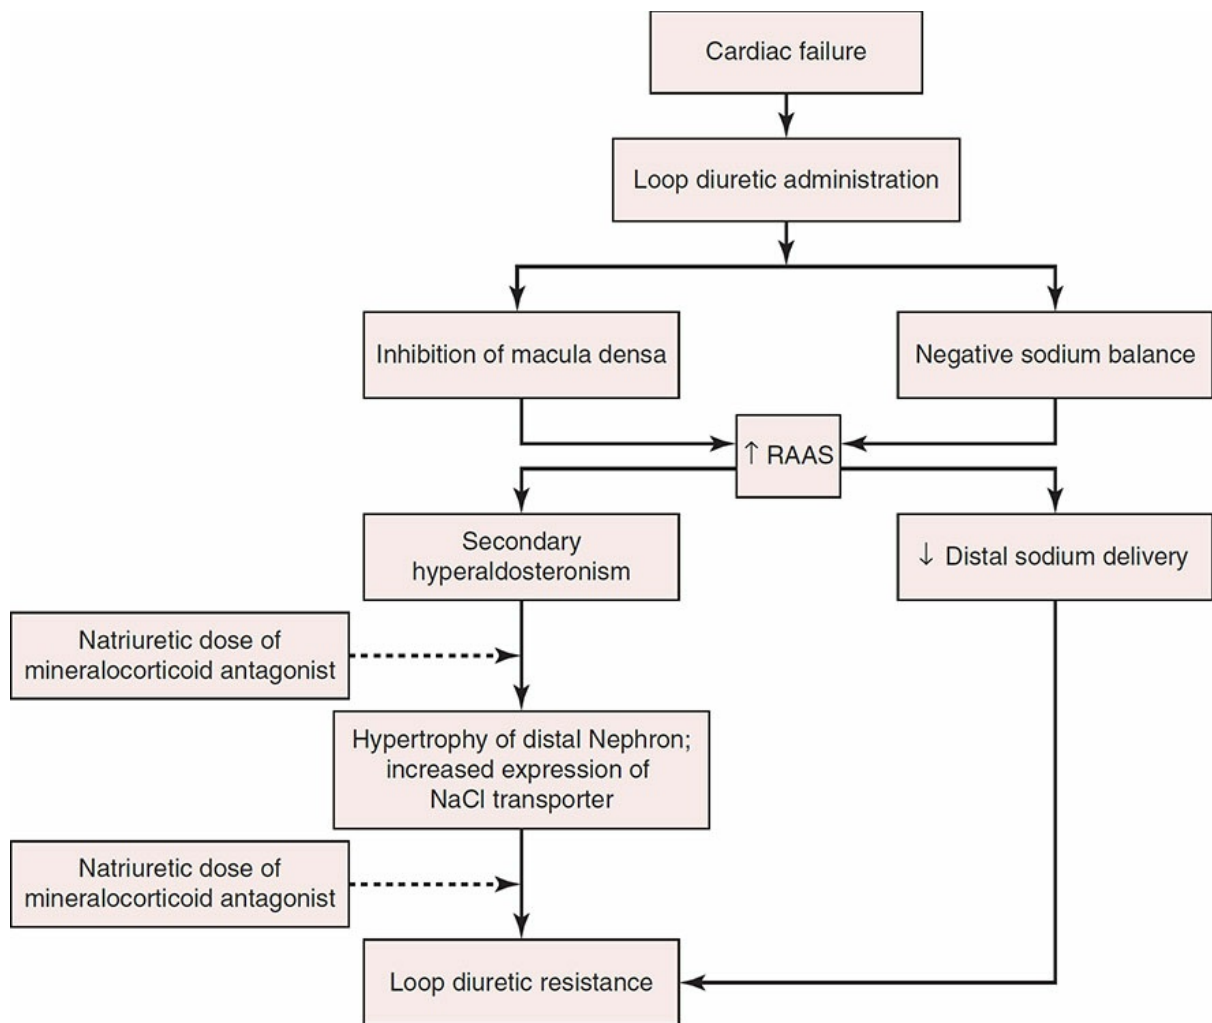 Cardiac failure
Loop diuretic administration
Inhibition of macula densa
Negative sodium balance
↑ RAAS
Secondary
hyperaldosteronism
↓ Distal sodium delivery
Natriuretic dose of
mineralocorticoid antagonist
Hypertrophy of distal Nephron;
increased expression of
NaCl transporter
Natriuretic dose of
mineralocorticoid antagonist
Loop diuretic resistance